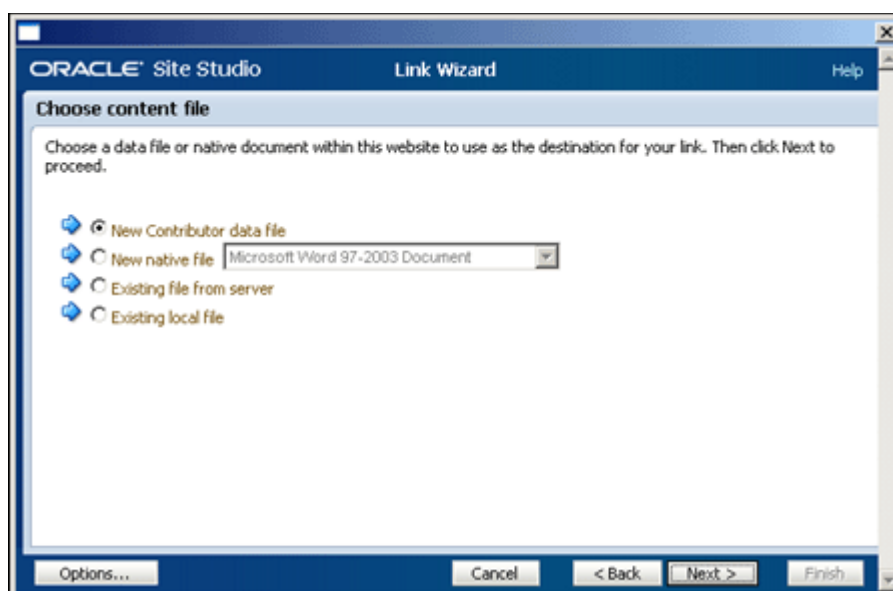 ORACLE® Site Studio Link Wizard Help
Choose content file
Choose a data file or native document within this website to use as the destination for your link. Then click Next to
proceed.
New Contributor data file
New native file Microsoft Word 97-2003 Document
Existing file from server
Existing local file
Options... Cancel < Back Next > Finish